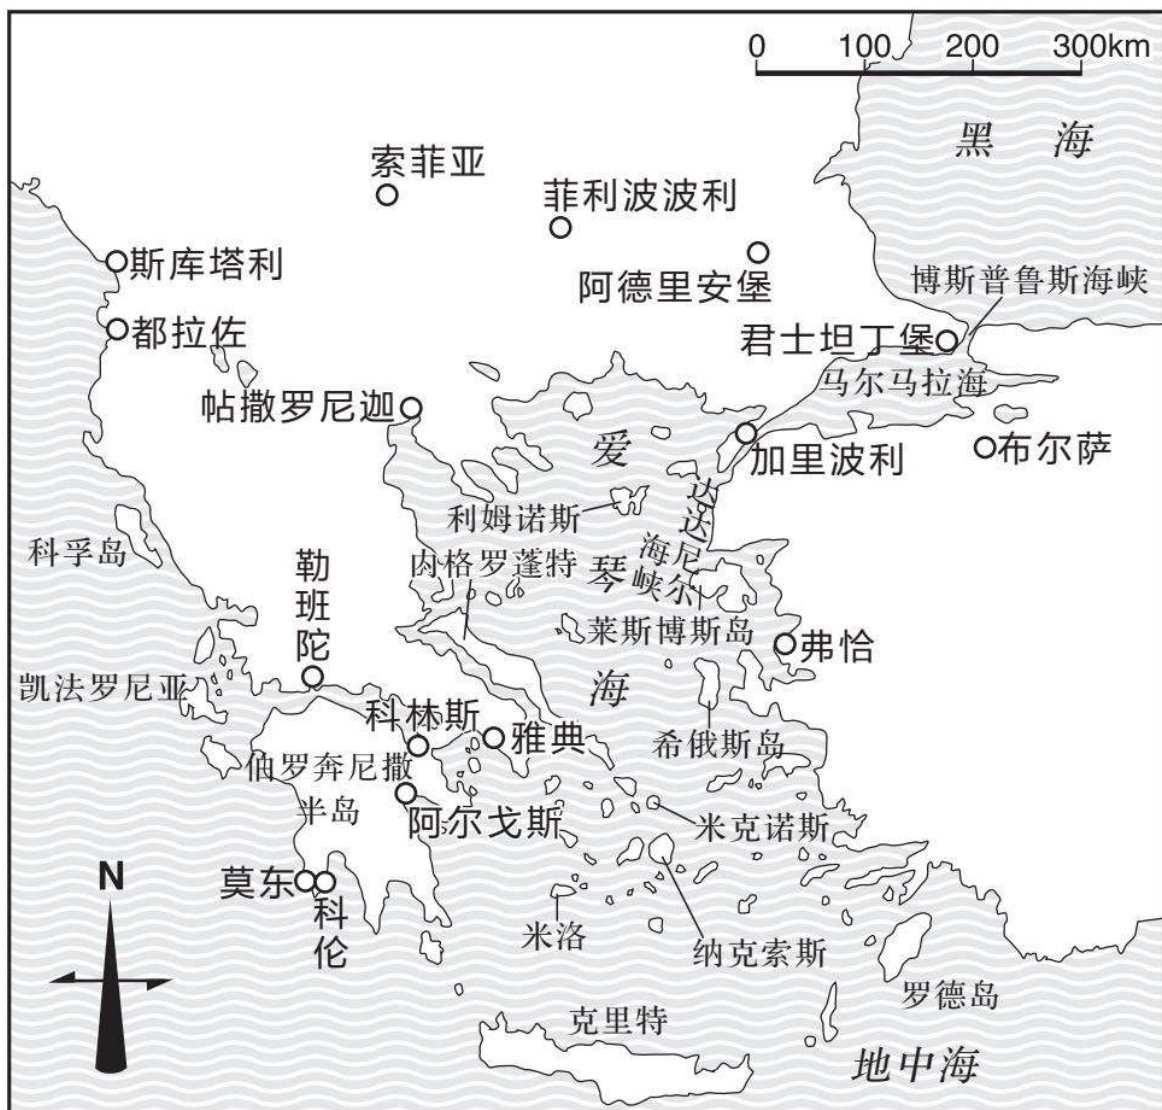 0 100 200 300km
黑海
索菲亚
菲利波波利
斯库塔利
阿德里安堡
博斯普鲁斯海峡
都拉佐
君士坦丁堡
马尔马拉海
帖撒罗尼迦
爱琴海
加里波利
布尔萨
达达尼尔海峡
利姆诺斯
科孚岛
内格罗蓬特
勒班陀
莱斯博斯岛
弗恰
凯法罗尼亚
科林斯
雅典
希俄斯岛
伯罗奔尼撒
半岛
阿尔戈斯
米克诺斯
N
莫东
科伦
米洛
纳克索斯
罗德岛
克里特
地中海